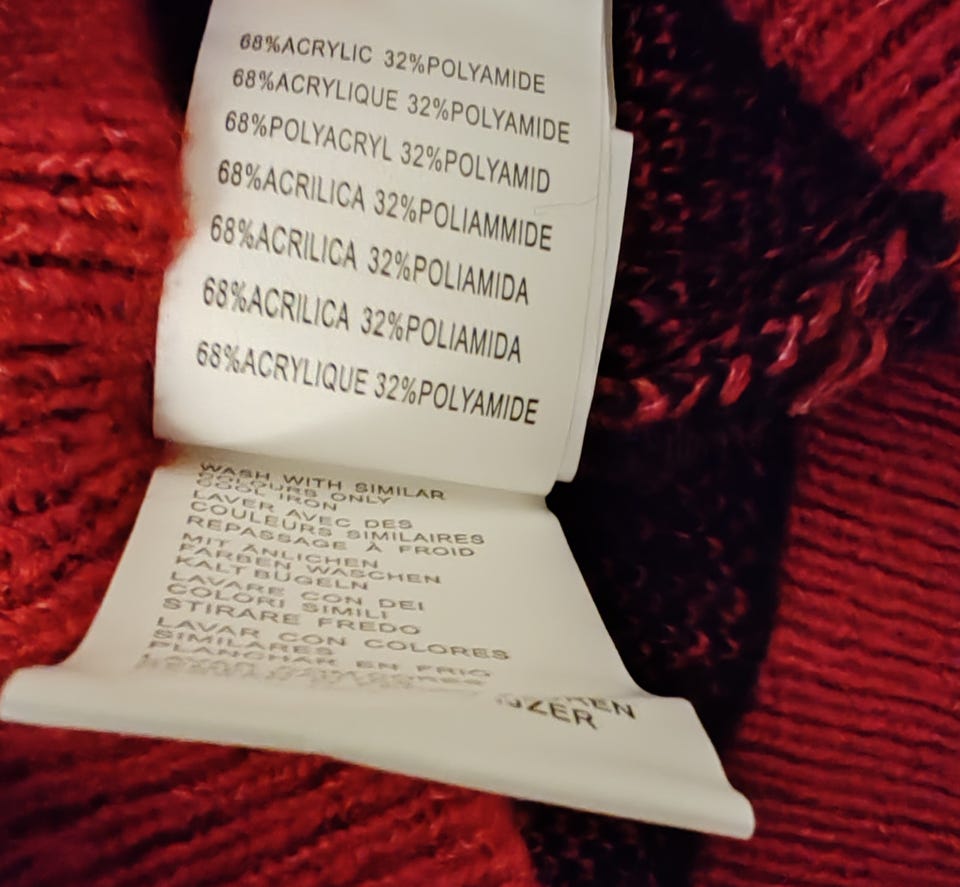 68%ACRYLIC 32%POLYAMIDE
68%ACRYLIQUE 32%POLYAMIDE
68%POLYACRYL 32%POLYAMID
68%ACRILICA 32%POLIAMMIDE
68%ACRILICA 32%POLIAMIDA
68%ACRILICA 32%POLIAMIDA
68%ACRYLIQUE 32%POLYAMIDE
WASH WITH SIMILAR
COLOURS ONLY
COOL IRON
LAVER AVEC DES
COULEURS SIMILAIRES
REPASSAGE À FROID
MIT ÄNLICHEN
FARBEN WASCHEN
KALT BÜGELN
LAVARE CON DEI
COLORI SIMILI
STIRARE FREDO
LAVAR CON COLORES
SIMILARES
PLANCHAR EN FRIO